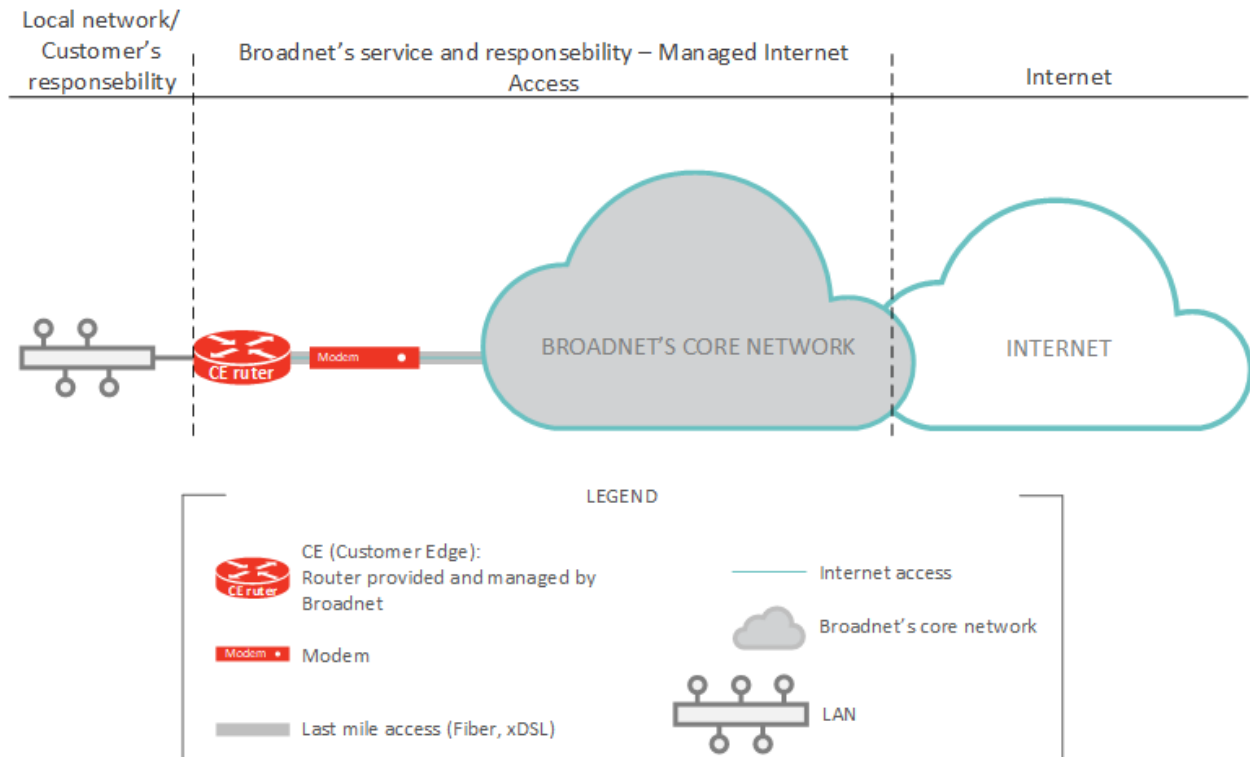 Local network/
Customer's
responsebility
Broadnet's service and responsebility – Managed Internet
Access
Internet
CE ruter
Modem
BROADNET'S CORE NETWORK
INTERNET
LEGEND
CE ruter
CE (Customer Edge):
Router provided and managed by
Broadnet
Modem
Modem
Last mile access (Fiber, xDSL)
Internet access
Broadnet's core network
LAN